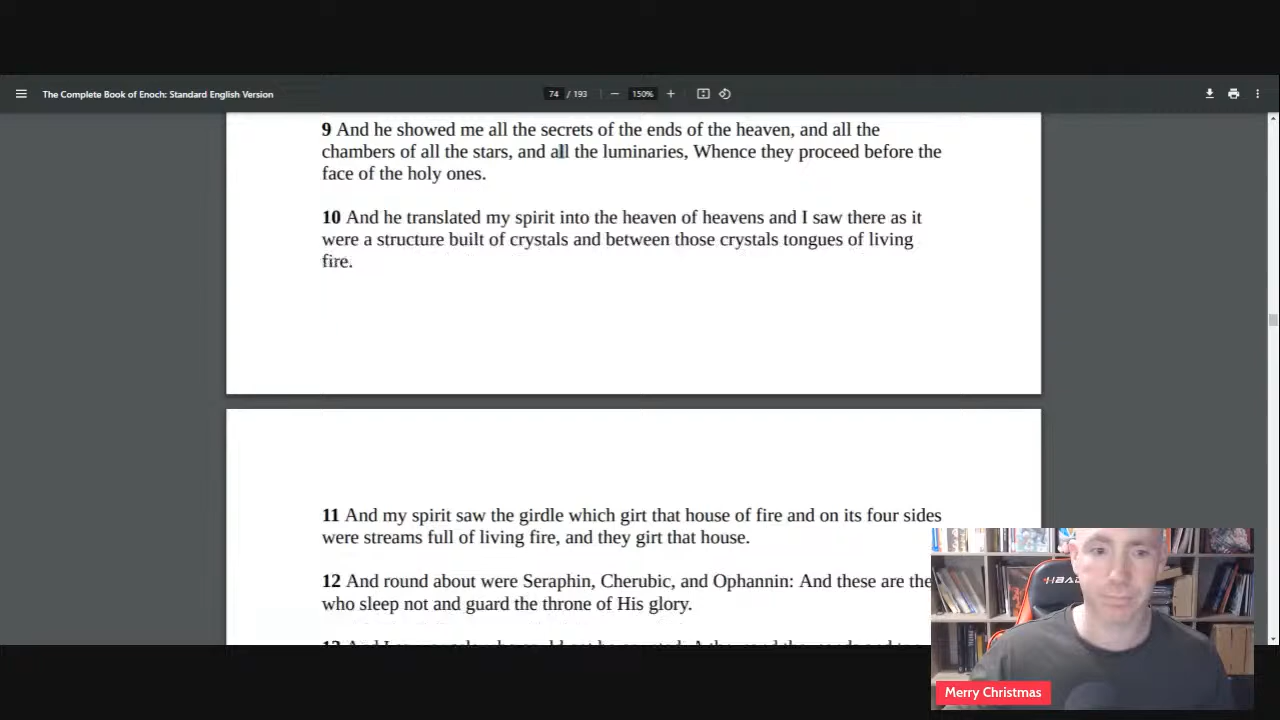 The Complete Book of Enoch: Standard English Version
74 / 193
150%
9 And he showed me all the secrets of the ends of the heaven, and all the
chambers of all the stars, and all the luminaries, Whence they proceed before the
face of the holy ones.
10 And he translated my spirit into the heaven of heavens and I saw there as it
were a structure built of crystals and between those crystals tongues of living
fire.
11 And my spirit saw the girdle which girt that house of fire and on its four sides
were streams full of living fire, and they girt that house.
12 And round about were Seraphin, Cherubic, and Ophannin: And these are the
who sleep not and guard the throne of His glory.
Merry Christmas